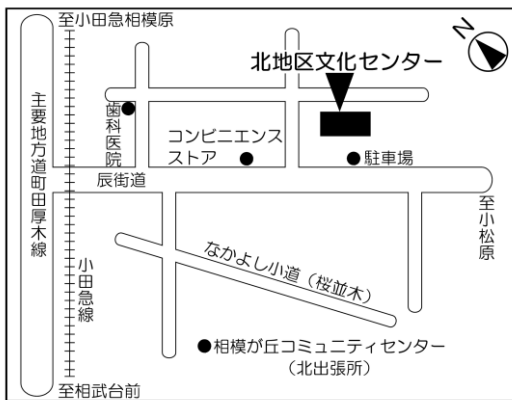 至小田急相模原
N
北地区文化センター
主要地方道町田厚木線
歯科医院
コンビニエンス
ストア
駐車場
辰街道
至小松原
小田急線
なかよし小道（桜並木）
相模が丘コミュニティセンター
（北出張所）
至相武台前